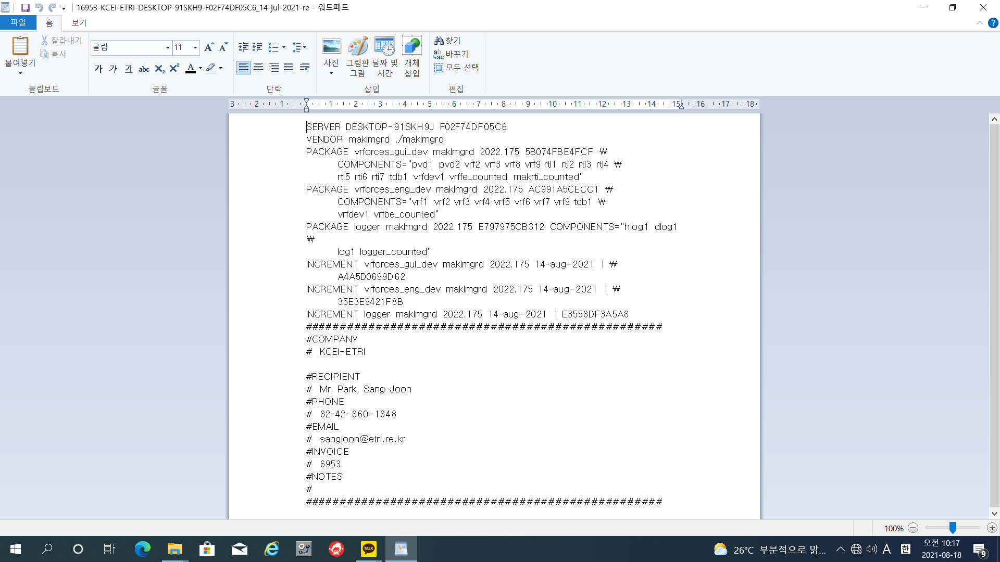 16953-KCEI-ETRI-DESKTOP-91SKH9-F02F74DF05C6_14-jul-2021-re - 워드패드
파일 홈 보기
붙여넣기
잘라내기
복사
클립보드
굴림 11
가 가 가 abc X₂ X² A
글꼴
단락
사진
그림판 그림
날짜 및 시간
개체 삽입
삽입
찾기
바꾸기
모두 선택
편집
3 2 1 1 2 3 4 5 6 7 8 9 10 11 12 13 14 15 16 17 18
SERVER DESKTOP-91SKH9J F02F74DF05C6
VENDOR maklmgrd ./maklmgrd
PACKAGE vrforces_gui_dev maklmgrd 2022.175 5B074FBE4FCF ₩
COMPONENTS="pvd1 pvd2 vrf2 vrf3 vrf8 vrf9 rti1 rti2 rti3 rti4 ₩
rti5 rti6 rti7 tdb1 vrfdev1 vrffe_counted makrti_counted"
PACKAGE vrforces_eng_dev maklmgrd 2022.175 AC991A5CECC1 ₩
COMPONENTS="vrf1 vrf2 vrf3 vrf4 vrf5 vrf6 vrf7 vrf9 tdb1 ₩
vrfdev1 vrfbe_counted"
PACKAGE logger maklmgrd 2022.175 E797975CB312 COMPONENTS="hlog1 dlog1
₩
log1 logger_counted"
INCREMENT vrforces_gui_dev maklmgrd 2022.175 14-aug-2021 1 ₩
A4A5D0699D62
INCREMENT vrforces_eng_dev maklmgrd 2022.175 14-aug-2021 1 ₩
35E3E9421F8B
INCREMENT logger maklmgrd 2022.175 14-aug-2021 1 E3558DF3A5A8
##################################################
#COMPANY
# KCEI-ETRI
#RECIPIENT
# Mr. Park, Sang-Joon
#PHONE
# 82-42-860-1848
#EMAIL
# sangjoon@etri.re.kr
#INVOICE
# 6953
#NOTES
#
##################################################
100%
TALK
26°C 부분적으로 맑...
A 한
오전 10:17
2021-08-18
9